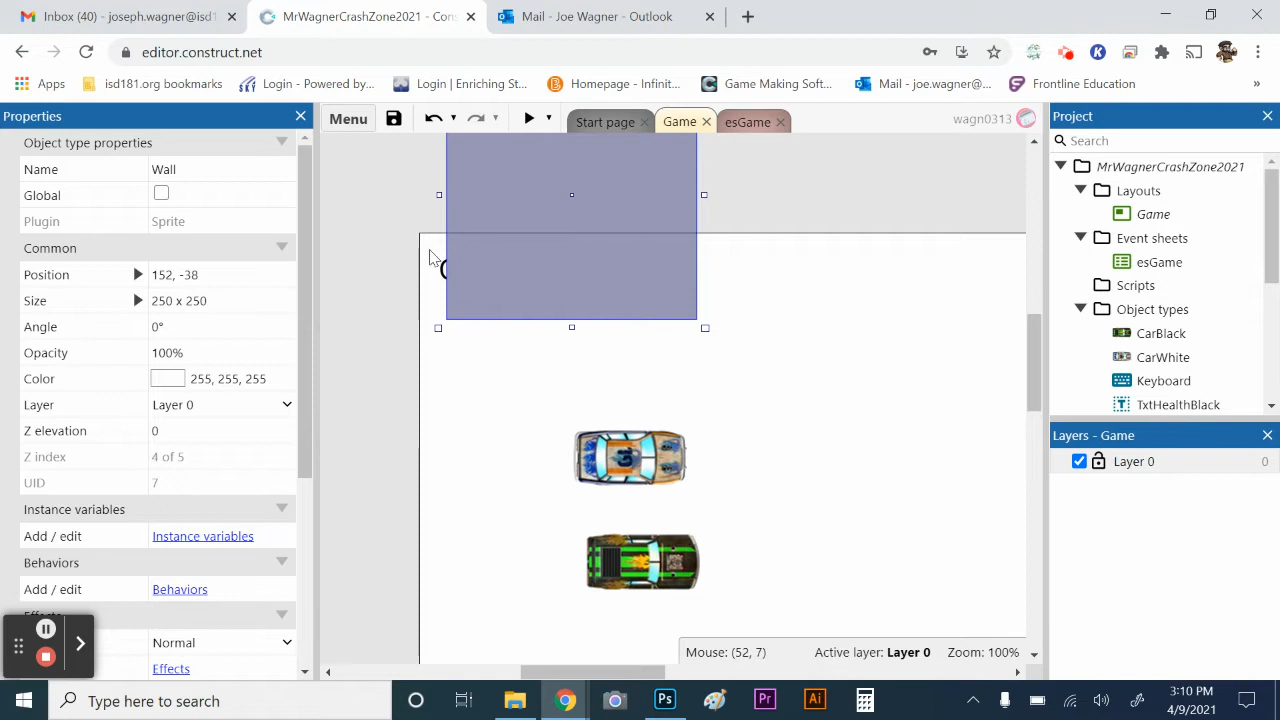 Inbox (40) - joseph.wagner@isd1
MrWagnerCrashZone2021 - Cons
Mail - Joe Wagner - Outlook
editor.construct.net
Apps
isd181.org bookmarks
Login - Powered by...
Login | Enriching St...
Homepage - Infinit...
Game Making Soft...
Mail - joe.wagner@...
Frontline Education
»
Properties
Menu
Start page
Game
esGame
wagn0313
Project
Object type properties
Name Wall
Global
Plugin Sprite
Common
Position 152, -38
Size 250 x 250
Angle 0°
Opacity 100%
Color 255, 255, 255
Layer Layer 0
Z elevation 0
Z index 4 of 5
UID 7
Instance variables
Add / edit Instance variables
Behaviors
Add / edit Behaviors
Normal
Effects
Search
MrWagnerCrashZone2021
Layouts
Game
Event sheets
esGame
Scripts
Object types
CarBlack
CarWhite
Keyboard
TxtHealthBlack
Layers - Game
Layer 0 0
Mouse: (52, 7) Active layer: Layer 0 Zoom: 100%
Type here to search
Ps
Pr
Ai
3:10 PM
4/9/2021